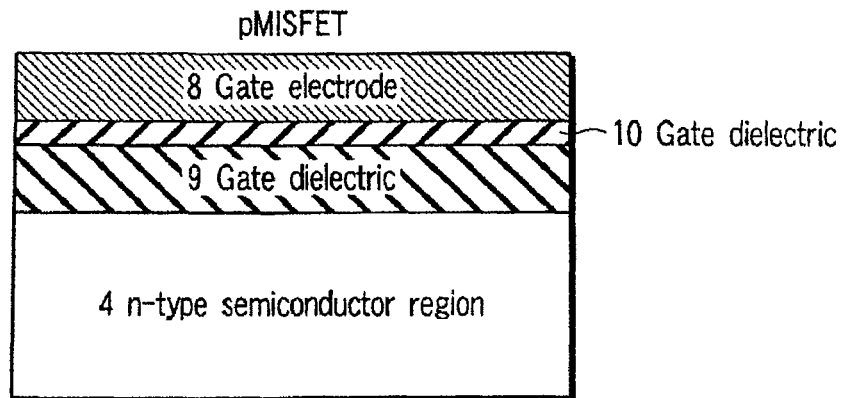 pMISFET
8 Gate electrode
10 Gate dielectric
9 Gate dielectric
4 n-type semiconductor region